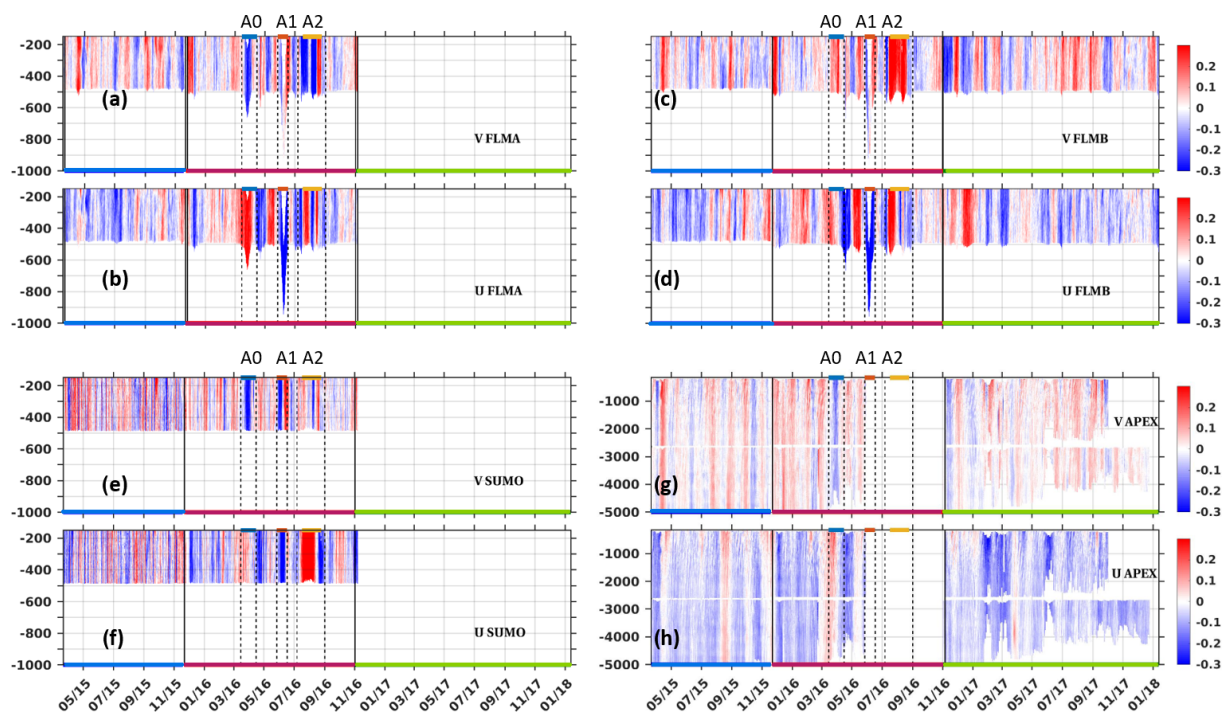 A0 A1 A2 A0 A1 A2
-200
-400
-600
-800
-1000
(a)
V FLMA
(c)
V FLMB
0.2
0.1
0
-0.1
-0.2
-0.3
-200
-400
-600
-800
-1000
(b)
U FLMA
(d)
U FLMB
0.2
0.1
0
-0.1
-0.2
-0.3
A0 A1 A2 A0 A1 A2
-200
-400
-600
-800
-1000
(e)
V SUMO
-1000
-2000
-3000
-4000
-5000
(g)
V APEX
0.2
0.1
0
-0.1
-0.2
-0.3
-200
-400
-600
-800
-1000
(f)
U SUMO
-1000
-2000
-3000
-4000
-5000
(h)
U APEX
0.2
0.1
0
-0.1
-0.2
-0.3
05/15 07/15 09/15 11/15 01/16 03/16 05/16 07/16 09/16 11/16 01/17 03/17 05/17 07/17 09/17 11/17 01/18
05/15 07/15 09/15 11/15 01/16 03/16 05/16 07/16 09/16 11/16 01/17 03/17 05/17 07/17 09/17 11/17 01/18